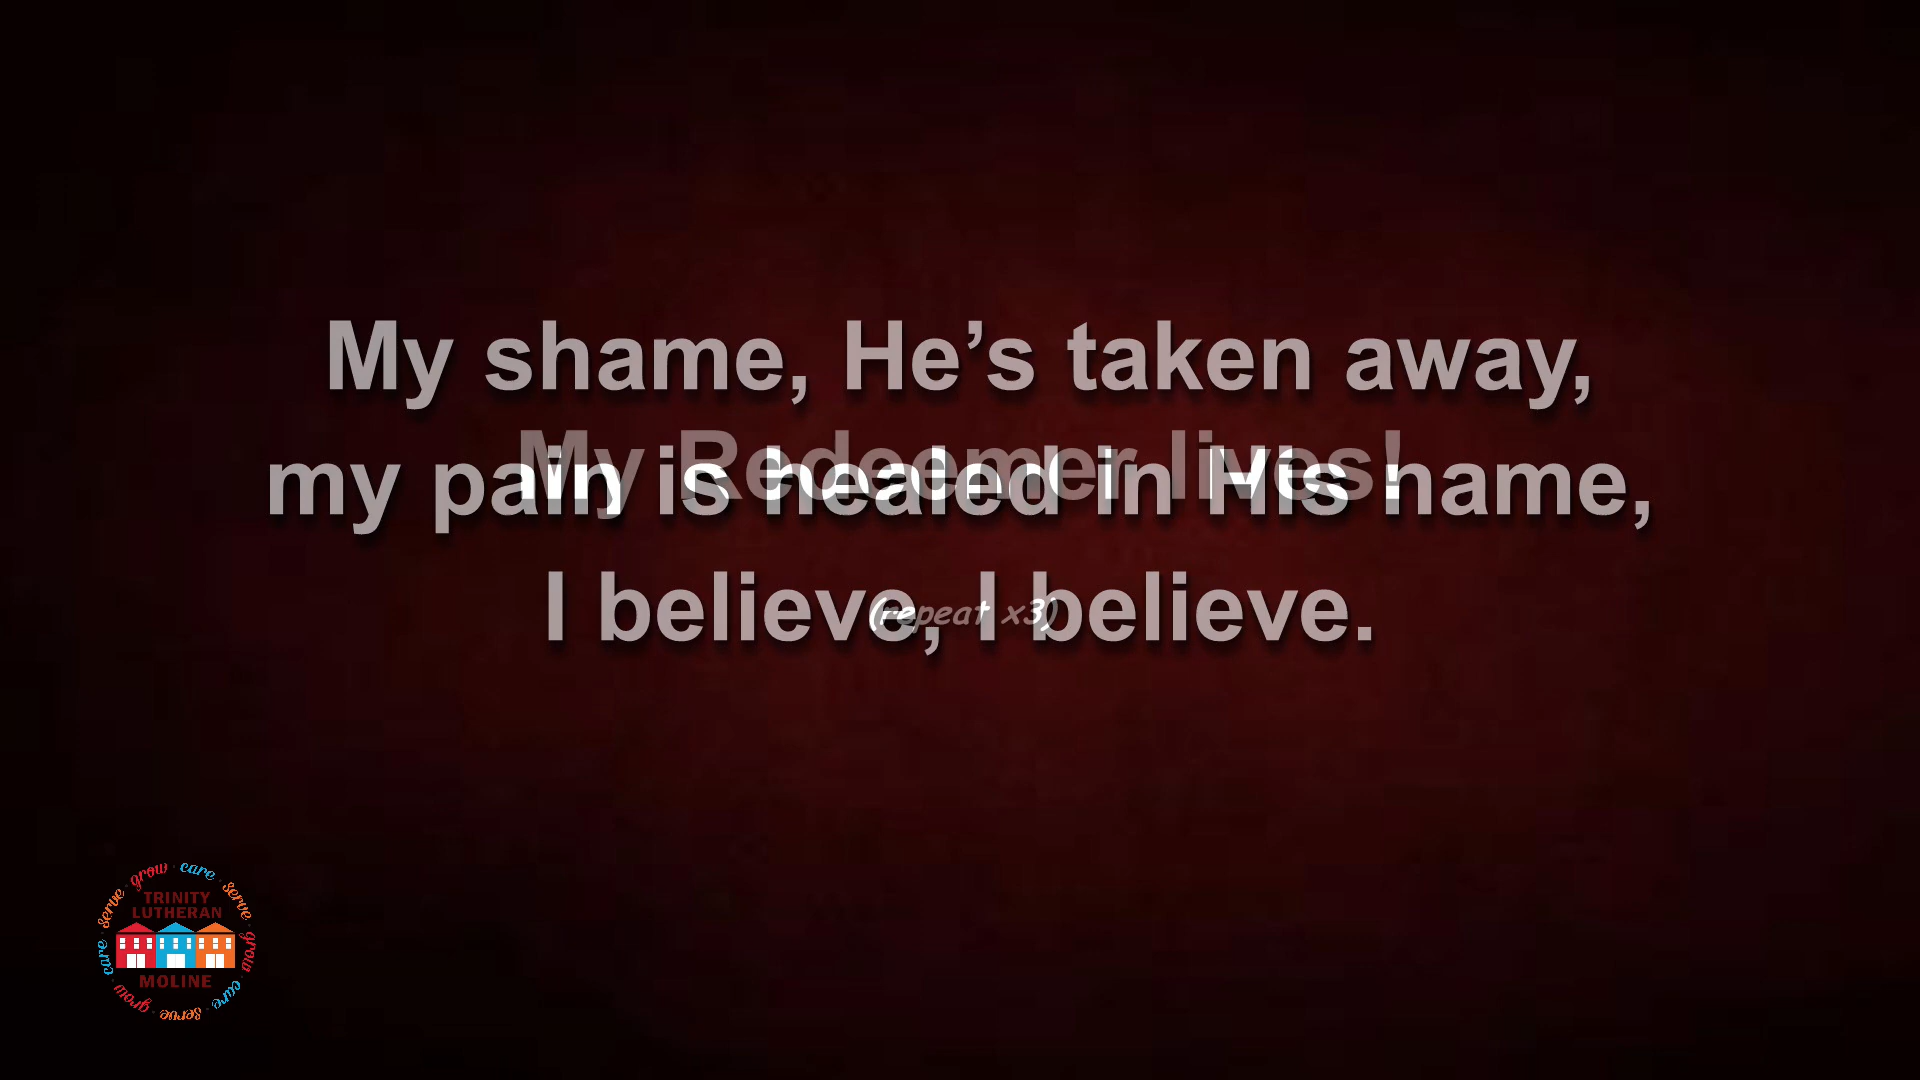 My shame, He’s taken away,
My Redeemer lives!
my pain is healed in His name,
I believe, I believe.
(repeat x3)
grow · care · serve · grow · care · serve · grow · care · serve
TRINITY
LUTHERAN
MOLINE